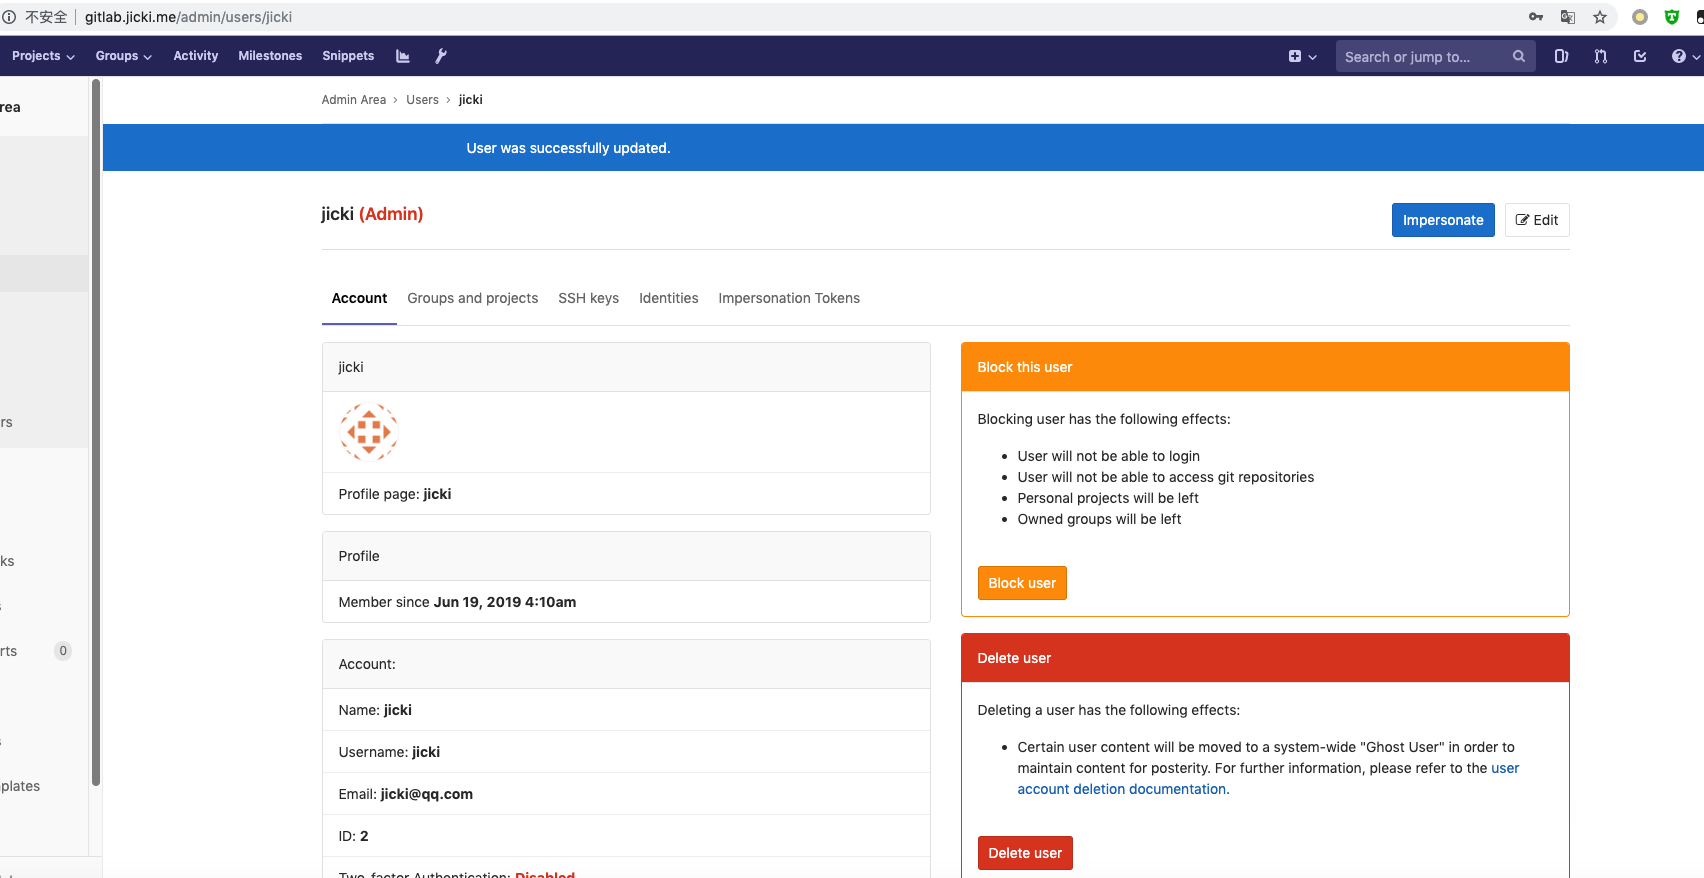 不安全 gitlab.jicki.me/admin/users/jicki
Projects Groups Activity Milestones Snippets Search or jump to...
Admin Area › Users › jicki
rea
User was successfully updated.
jicki (Admin)
Impersonate Edit
Account Groups and projects SSH keys Identities Impersonation Tokens
jicki
Profile page: jicki
Profile
Member since Jun 19, 2019 4:10am
Account:
Name: jicki
Username: jicki
Email: jicki@qq.com
ID: 2
Two-factor Authentication: Disabled
Block this user
Blocking user has the following effects:
• User will not be able to login
• User will not be able to access git repositories
• Personal projects will be left
• Owned groups will be left
Block user
Delete user
Deleting a user has the following effects:
• Certain user content will be moved to a system-wide "Ghost User" in order to
maintain content for posterity. For further information, please refer to the user
account deletion documentation.
Delete user
rs
ks
s
rts 0
s
plates